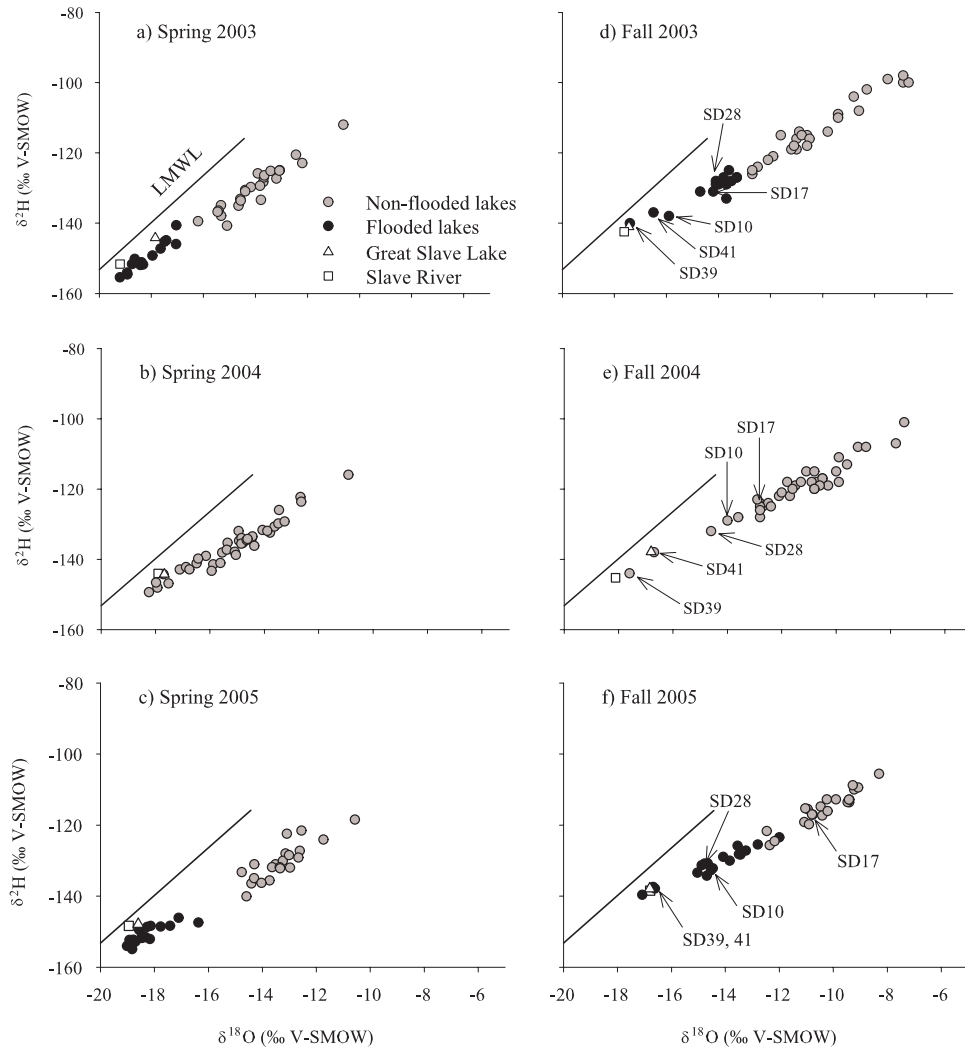 a) Spring 2003
d) Fall 2003
-80
-100
-120
-140
-160
δ²H (‰ V-SMOW)
LMWL
Non-flooded lakes
Flooded lakes
Great Slave Lake
Slave River
SD28
SD17
SD10
SD41
SD39
b) Spring 2004
e) Fall 2004
-80
-100
-120
-140
-160
δ²H (‰ V-SMOW)
SD17
SD10
SD28
SD41
SD39
c) Spring 2005
f) Fall 2005
-80
-100
-120
-140
-160
δ²H (‰ V-SMOW)
SD28
SD17
SD10
SD39, 41
-20 -18 -16 -14 -12 -10 -8 -6
-20 -18 -16 -14 -12 -10 -8 -6
δ¹⁸O (‰ V-SMOW)
δ¹⁸O (‰ V-SMOW)